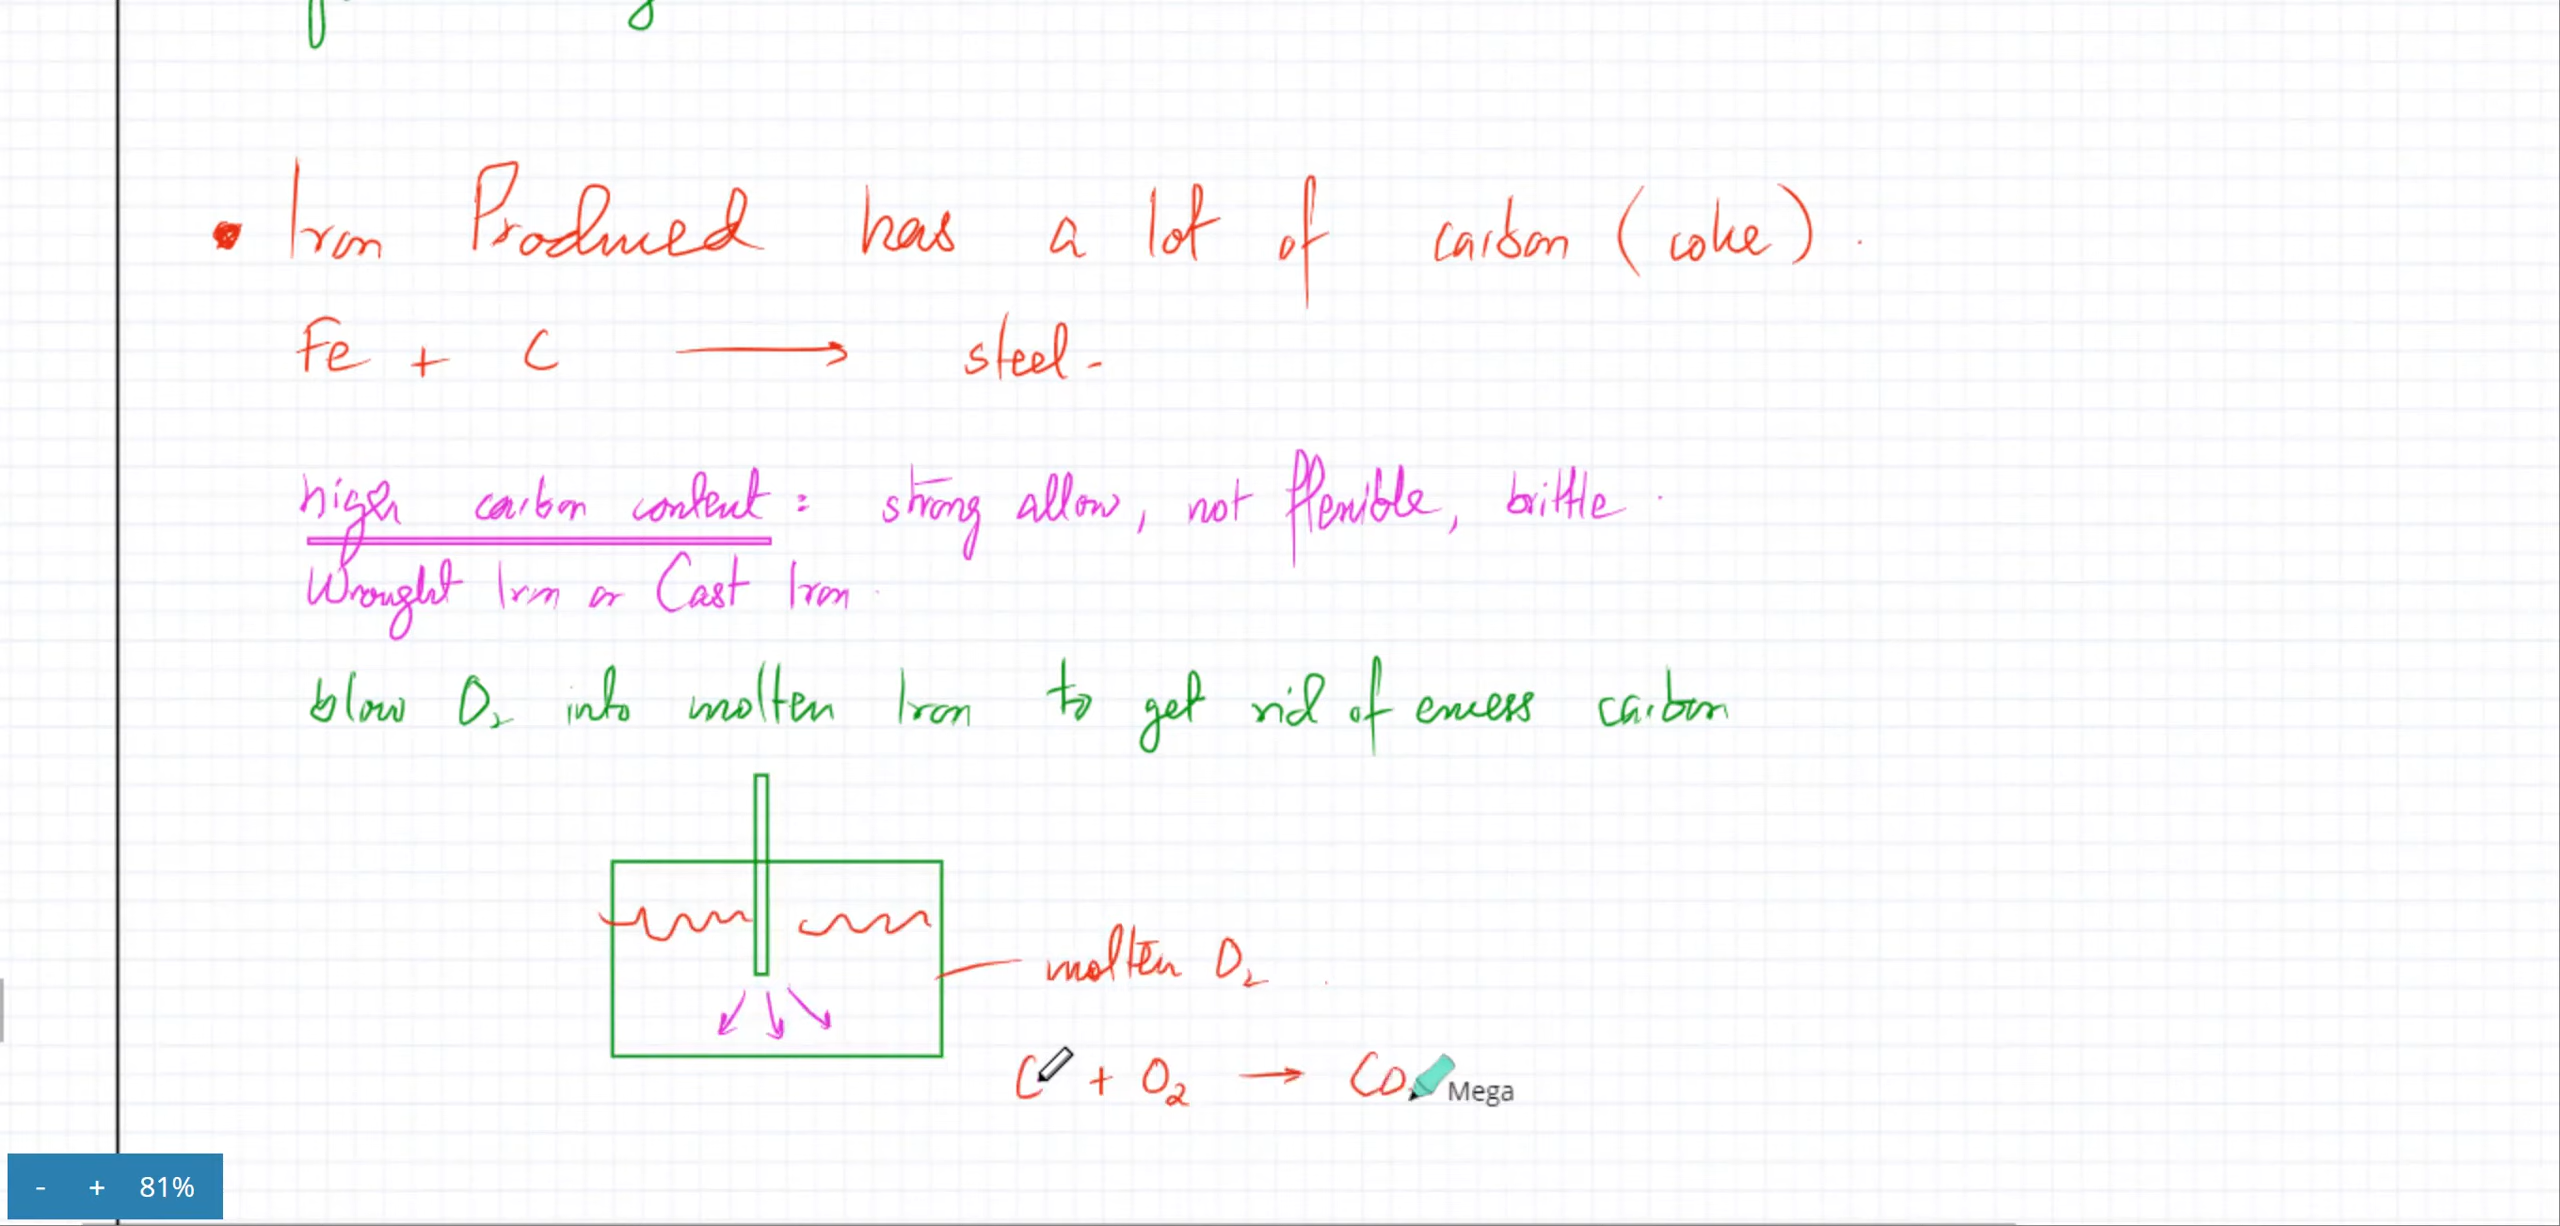 • Iron Produced has a lot of carbon (coke).
Fe + C → steel.
higer carbon content : strong allow, not flexible, brittle.
Wrought Iron or Cast Iron.
blow O₂ into molten Iron to get rid of excess carbon
molten O₂.
C + O₂ → CO
Mega
- + 81%